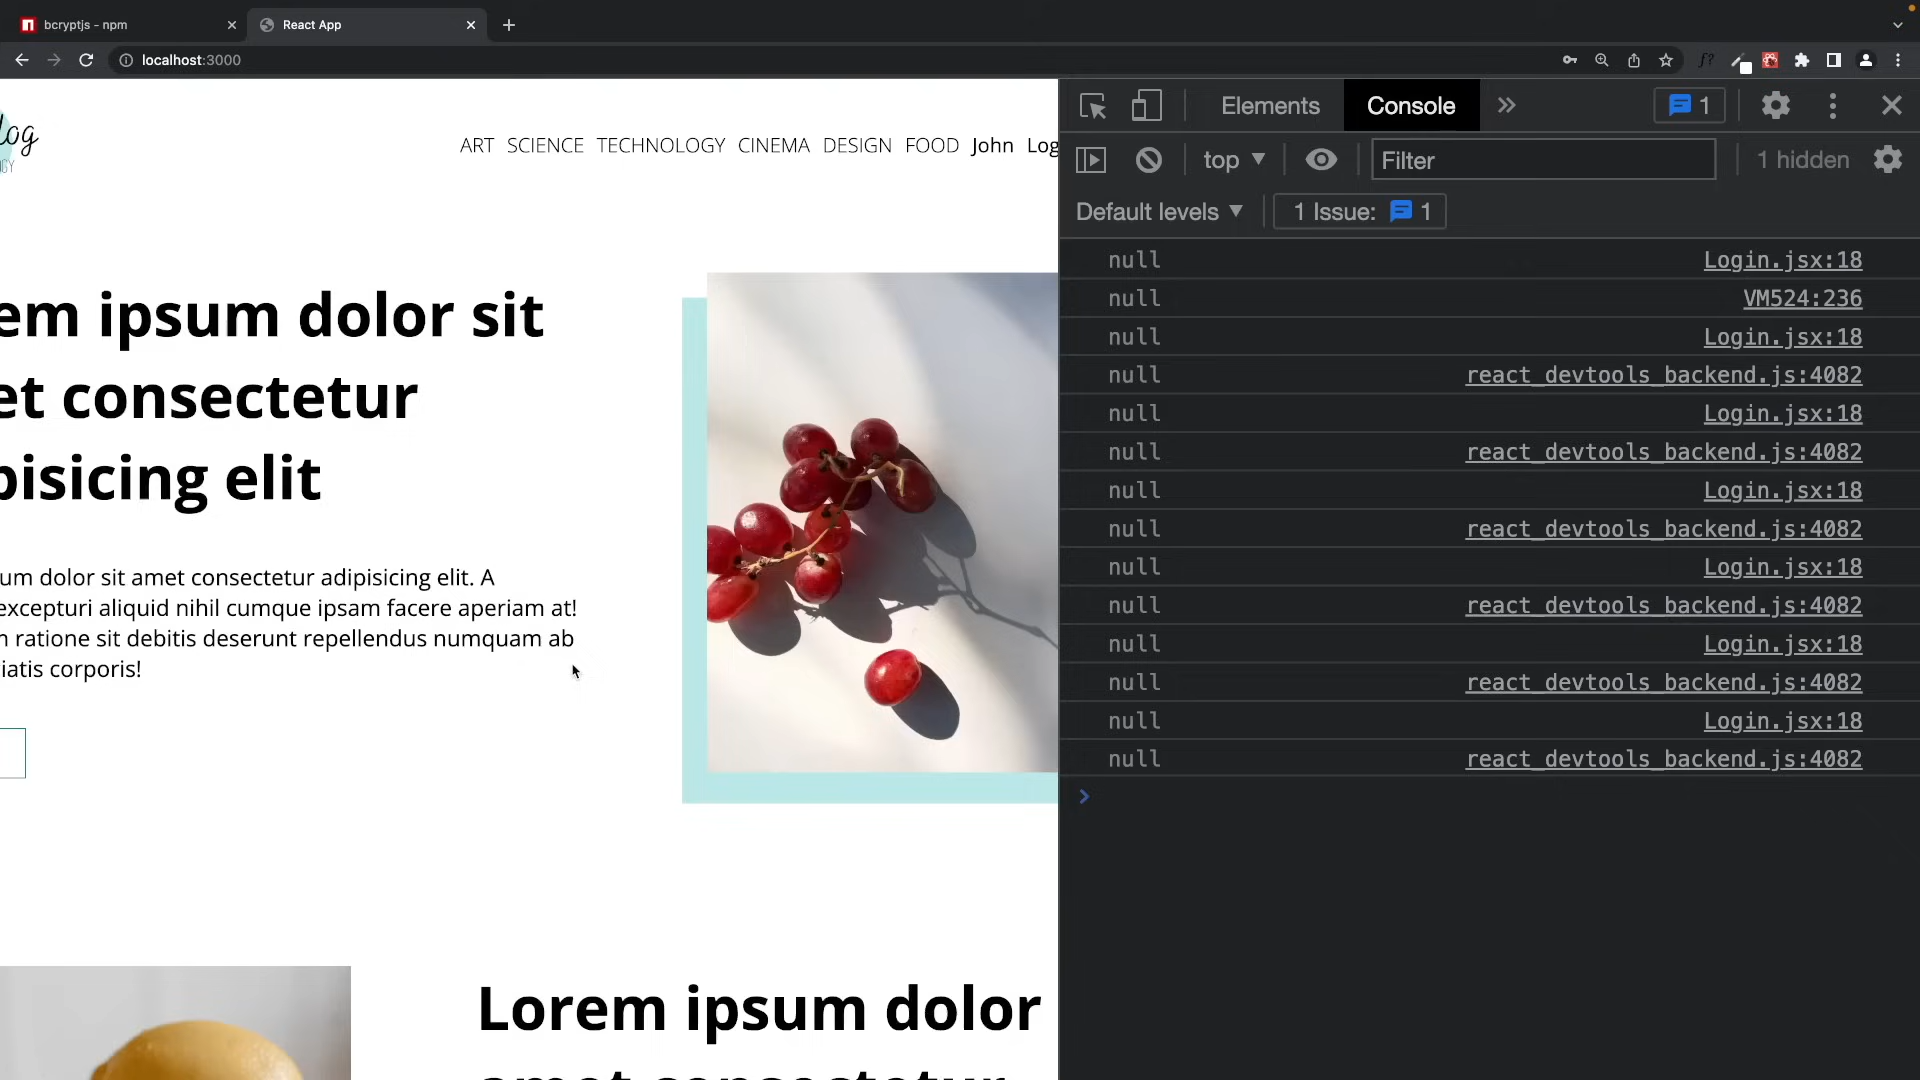 bcryptjs - npm
React App
localhost:3000
log
GY
ART SCIENCE TECHNOLOGY CINEMA DESIGN FOOD John Log
em ipsum dolor sit
et consectetur
pisicing elit
um dolor sit amet consectetur adipisicing elit. A
excepturi aliquid nihil cumque ipsam facere aperiam at!
n ratione sit debitis deserunt repellendus numquam ab
iatis corporis!
Lorem ipsum dolor
amet consectetur
Elements
Console
1
top
Filter
1 hidden
Default levels
1 Issue: 1
null Login.jsx:18
null VM524:236
null Login.jsx:18
null react_devtools_backend.js:4082
null Login.jsx:18
null react_devtools_backend.js:4082
null Login.jsx:18
null react_devtools_backend.js:4082
null Login.jsx:18
null react_devtools_backend.js:4082
null Login.jsx:18
null react_devtools_backend.js:4082
null Login.jsx:18
null react_devtools_backend.js:4082